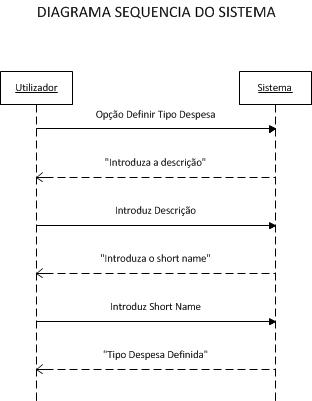 DIAGRAMA SEQUENCIA DO SISTEMA
Utilizador
Sistema
Opção Definir Tipo Despesa
"Introduza a descrição"
Introduz Descrição
"Introduza o short name"
Introduz Short Name
"Tipo Despesa Definida"